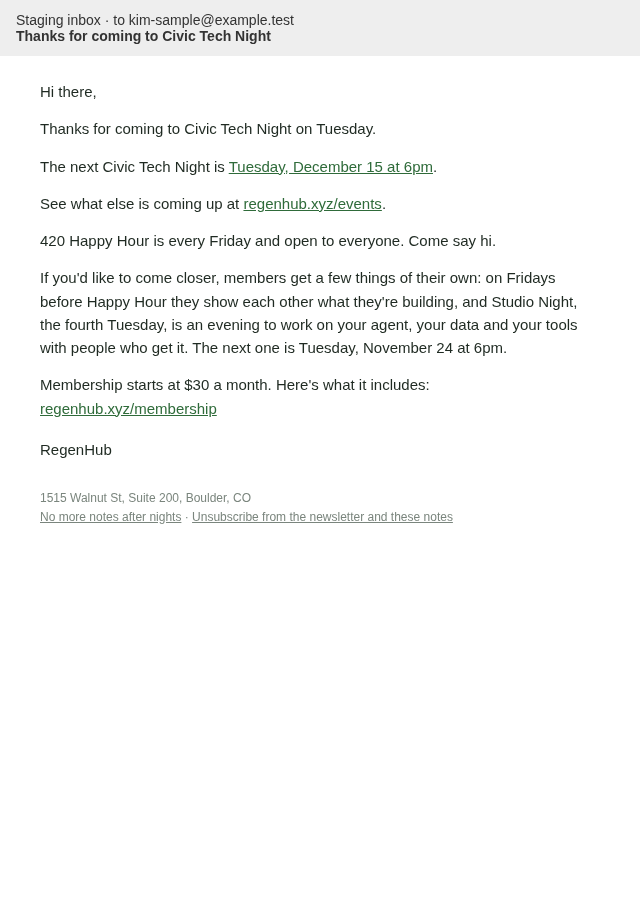 Staging inbox · to kim-sample@example.test
Thanks for coming to Civic Tech Night
Hi there,
Thanks for coming to Civic Tech Night on Tuesday.
The next Civic Tech Night is Tuesday, December 15 at 6pm.
See what else is coming up at regenhub.xyz/events.
420 Happy Hour is every Friday and open to everyone. Come say hi.
If you'd like to come closer, members get a few things of their own: on Fridays
before Happy Hour they show each other what they're building, and Studio Night,
the fourth Tuesday, is an evening to work on your agent, your data and your tools
with people who get it. The next one is Tuesday, November 24 at 6pm.
Membership starts at $30 a month. Here's what it includes:
regenhub.xyz/membership
RegenHub
1515 Walnut St, Suite 200, Boulder, CO
No more notes after nights · Unsubscribe from the newsletter and these notes